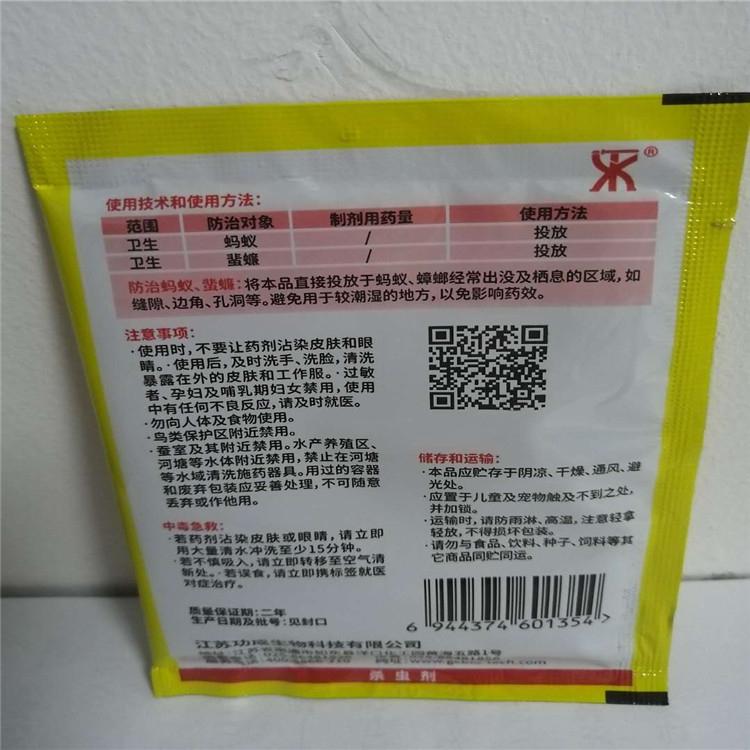 使用技术和使用方法：
范围 防治对象 制剂用药量 使用方法
卫生 蚂蚁 / 投放
卫生 蜚蠊 / 投放
防治蚂蚁、蜚蠊：将本品直接投放于蚂蚁、蟑螂经常出没及栖息的区域，如
缝隙、边角、孔洞等。避免用于较潮湿的地方，以免影响药效。
注意事项：
·使用时，不要让药剂沾染皮肤和眼
睛。·使用后，及时洗手、洗脸，清洗
暴露在外的皮肤和工作服。·过敏
者、孕妇及哺乳期妇女禁用，使用
中有任何不良反应，请及时就医。
·勿向人体及食物使用。
·鸟类保护区附近禁用。
·蚕室及其附近禁用。水产养殖区、
河塘等水体附近禁用，禁止在河塘
等水域清洗施药器具。用过的容器
和废弃包装应妥善处理，不可随意
丢弃或作他用。
中毒急救：
·若药剂沾染皮肤或眼睛，请立即
用大量清水冲洗至少15分钟。
·若不慎吸入，请立即转移至空气清
新处。·若误食，请立即携标签就医
对症治疗。
质量保证期：二年
生产日期及批号：见封口
储存和运输：
·本品应贮存于阴凉、干燥、通风、避
光处。
·应置于儿童及宠物触及不到之处，
并加锁。
·运输时，请防雨淋、高温，注意轻拿
轻放，不得损坏包装。
·请勿与食品、饮料、种子、饲料等其
它商品同贮同运。
6 944374 601354 >
江苏功成生物科技有限公司
杀虫剂